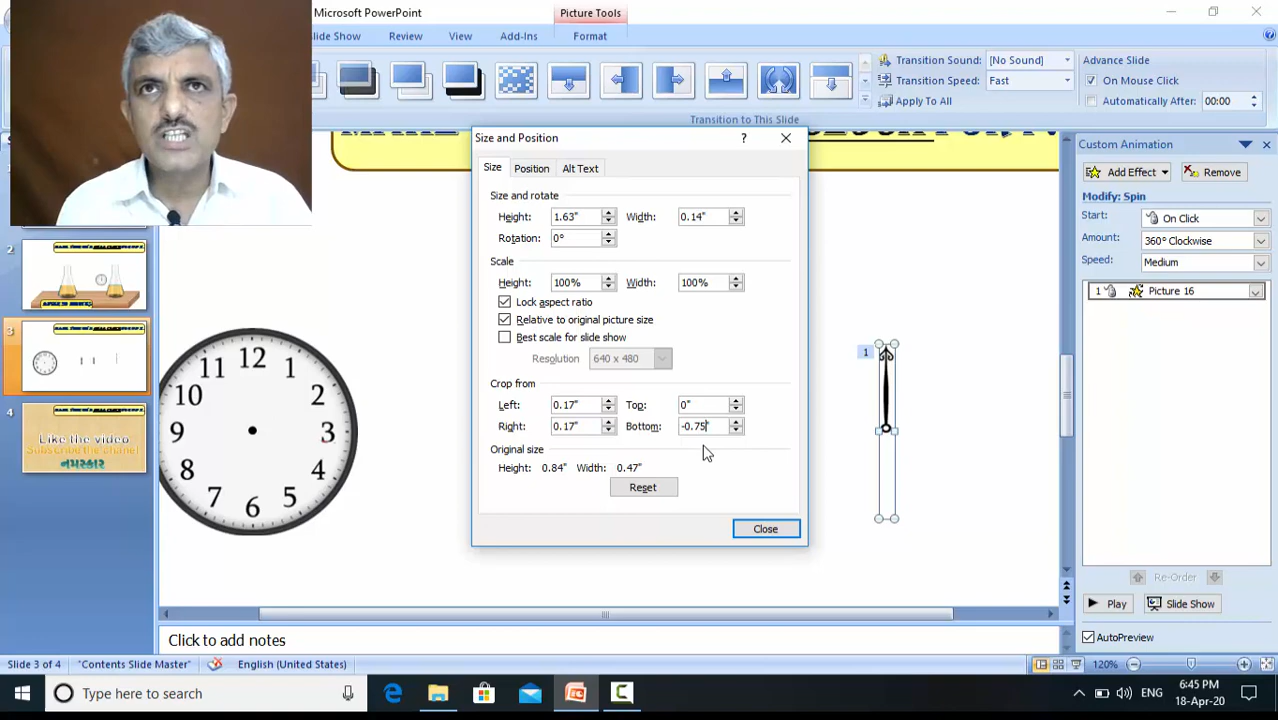 Microsoft PowerPoint
Picture Tools
lide Show Review View Add-Ins Format
Transition Sound: [No Sound]
Transition Speed: Fast
Apply To All
Advance Slide
On Mouse Click
Automatically After: 00:00
Transition to This Slide
Size and Position ?
Size Position Alt Text
Size and rotate
Height: 1.63" Width: 0.14"
Rotation: 0°
Scale
Height: 100% Width: 100%
Lock aspect ratio
Relative to original picture size
Best scale for slide show
Resolution 640 x 480
Crop from
Left: 0.17" Top: 0"
Right: 0.17" Bottom: -0.75
Original size
Height: 0.84" Width: 0.47"
Reset
Close
Custom Animation
Add Effect Remove
Modify: Spin
Start: On Click
Amount: 360° Clockwise
Speed: Medium
1 Picture 16
Re-Order
Play Slide Show
AutoPreview
2
3
4
Like the video
Subscribe the chanel
નમસ્કાર
12
11 1
10 2
9 3
8 4
7 5
6
1
Click to add notes
Slide 3 of 4 "Contents Slide Master" English (United States) 120%
Type here to search
ENG
6:45 PM
18-Apr-20